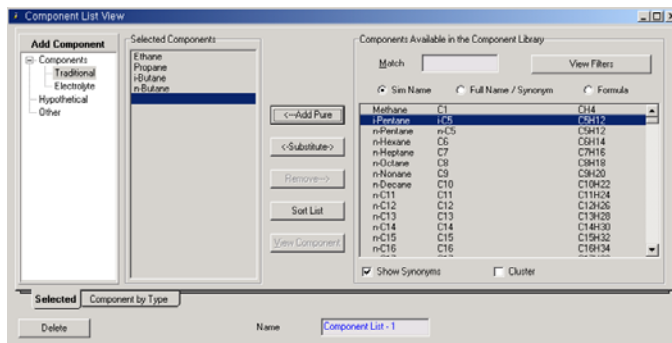 Component List View
Add Component
Components
Traditional
Electrolyte
Hypothetical
Other
Selected Components
Ethane
Propane
i-Butane
n-Butane
<---Add Pure
<-Substitute->
Remove--->
Sort List
View Component
Components Available in the Component Library
Match
View Filters
Sim Name Full Name / Synonym Formula
Methane C1 CH4
i-Pentane i-C5 C5H12
n-Pentane n-C5 C5H12
n-Hexane C6 C6H14
n-Heptane C7 C7H16
n-Octane C8 C8H18
n-Nonane C9 C9H20
n-Decane C10 C10H22
n-C11 C11 C11H24
n-C12 C12 C12H26
n-C13 C13 C13H28
n-C14 C14 C14H30
n-C15 C15 C15H32
n-C16 C16 C16H34
Show Synonyms Cluster
Selected Component by Type
Delete Name Component List - 1